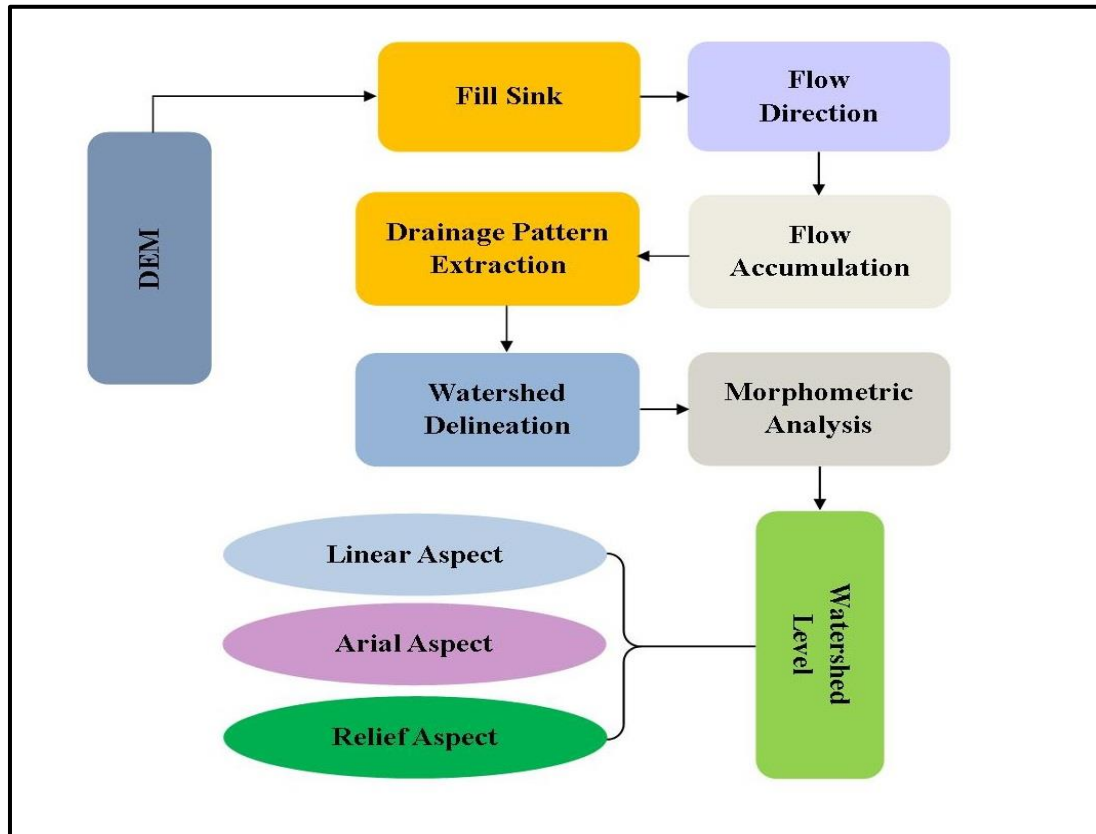 DEM
Fill Sink
Flow
Direction
Flow
Accumulation
Drainage Pattern
Extraction
Watershed
Delineation
Morphometric
Analysis
Watershed
Level
Linear Aspect
Arial Aspect
Relief Aspect